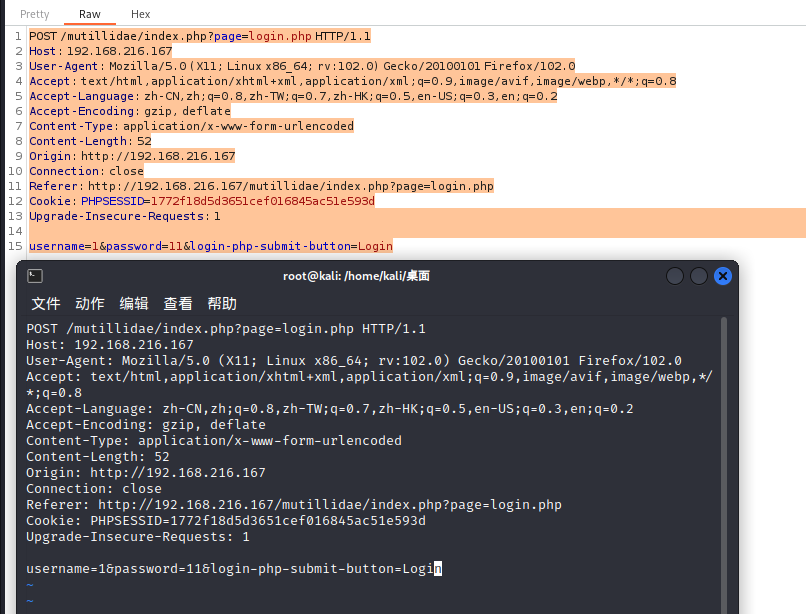 Pretty Raw Hex
1 POST /mutillidae/index.php?page=login.php HTTP/1.1
2 Host: 192.168.216.167
3 User-Agent: Mozilla/5.0 (X11; Linux x86_64; rv:102.0) Gecko/20100101 Firefox/102.0
4 Accept: text/html,application/xhtml+xml,application/xml;q=0.9,image/avif,image/webp,*/*;q=0.8
5 Accept-Language: zh-CN,zh;q=0.8,zh-TW;q=0.7,zh-HK;q=0.5,en-US;q=0.3,en;q=0.2
6 Accept-Encoding: gzip, deflate
7 Content-Type: application/x-www-form-urlencoded
8 Content-Length: 52
9 Origin: http://192.168.216.167
10 Connection: close
11 Referer: http://192.168.216.167/mutillidae/index.php?page=login.php
12 Cookie: PHPSESSID=1772f18d5d3651cef016845ac51e593d
13 Upgrade-Insecure-Requests: 1
14
15 username=1&password=11&login-php-submit-button=Login
root@kali: /home/kali/桌面
文件 动作 编辑 查看 帮助
POST /mutillidae/index.php?page=login.php HTTP/1.1
Host: 192.168.216.167
User-Agent: Mozilla/5.0 (X11; Linux x86_64; rv:102.0) Gecko/20100101 Firefox/102.0
Accept: text/html,application/xhtml+xml,application/xml;q=0.9,image/avif,image/webp,*/
*;q=0.8
Accept-Language: zh-CN,zh;q=0.8,zh-TW;q=0.7,zh-HK;q=0.5,en-US;q=0.3,en;q=0.2
Accept-Encoding: gzip, deflate
Content-Type: application/x-www-form-urlencoded
Content-Length: 52
Origin: http://192.168.216.167
Connection: close
Referer: http://192.168.216.167/mutillidae/index.php?page=login.php
Cookie: PHPSESSID=1772f18d5d3651cef016845ac51e593d
Upgrade-Insecure-Requests: 1

username=1&password=11&login-php-submit-button=Login
~
~